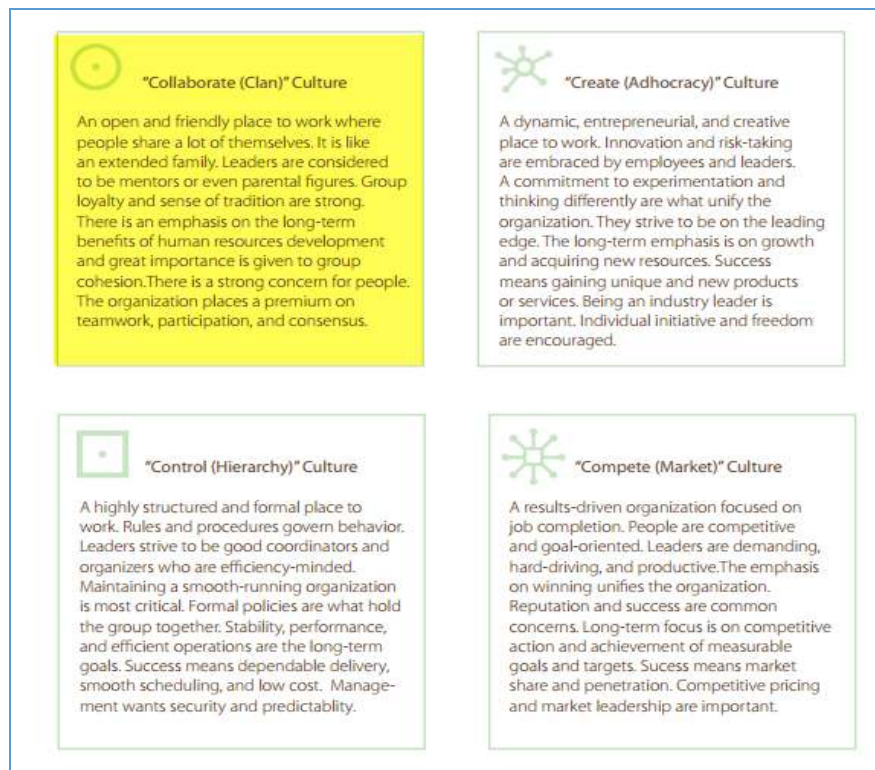 "Collaborate (Clan)" Culture
An open and friendly place to work where
people share a lot of themselves. It is like
an extended family. Leaders are considered
to be mentors or even parental figures. Group
loyalty and sense of tradition are strong.
There is an emphasis on the long-term
benefits of human resources development
and great importance is given to group
cohesion.There is a strong concern for people.
The organization places a premium on
teamwork, participation, and consensus.
"Create (Adhocracy)" Culture
A dynamic, entrepreneurial, and creative
place to work. Innovation and risk-taking
are embraced by employees and leaders.
A commitment to experimentation and
thinking differently are what unify the
organization. They strive to be on the leading
edge. The long-term emphasis is on growth
and acquiring new resources. Success
means gaining unique and new products
or services. Being an industry leader is
important. Individual initiative and freedom
are encouraged.
"Control (Hierarchy)" Culture
A highly structured and formal place to
work. Rules and procedures govern behavior.
Leaders strive to be good coordinators and
organizers who are efficiency-minded.
Maintaining a smooth-running organization
is most critical. Formal policies are what hold
the group together. Stability, performance,
and efficient operations are the long-term
goals. Success means dependable delivery,
smooth scheduling, and low cost. Manage-
ment wants security and predictablity.
"Compete (Market)" Culture
A results-driven organization focused on
job completion. People are competitive
and goal-oriented. Leaders are demanding,
hard-driving, and productive.The emphasis
on winning unifies the organization.
Reputation and success are common
concerns. Long-term focus is on competitive
action and achievement of measurable
goals and targets. Sucess means market
share and penetration. Competitive pricing
and market leadership are important.